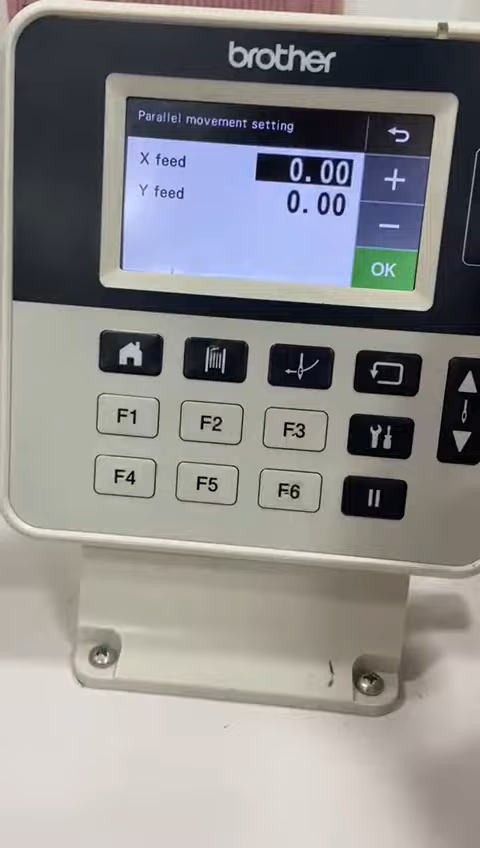 brother
Parallel movement setting
X feed 0.00
Y feed 0.00
+
−
OK
F1 F2 F3
F4 F5 F6